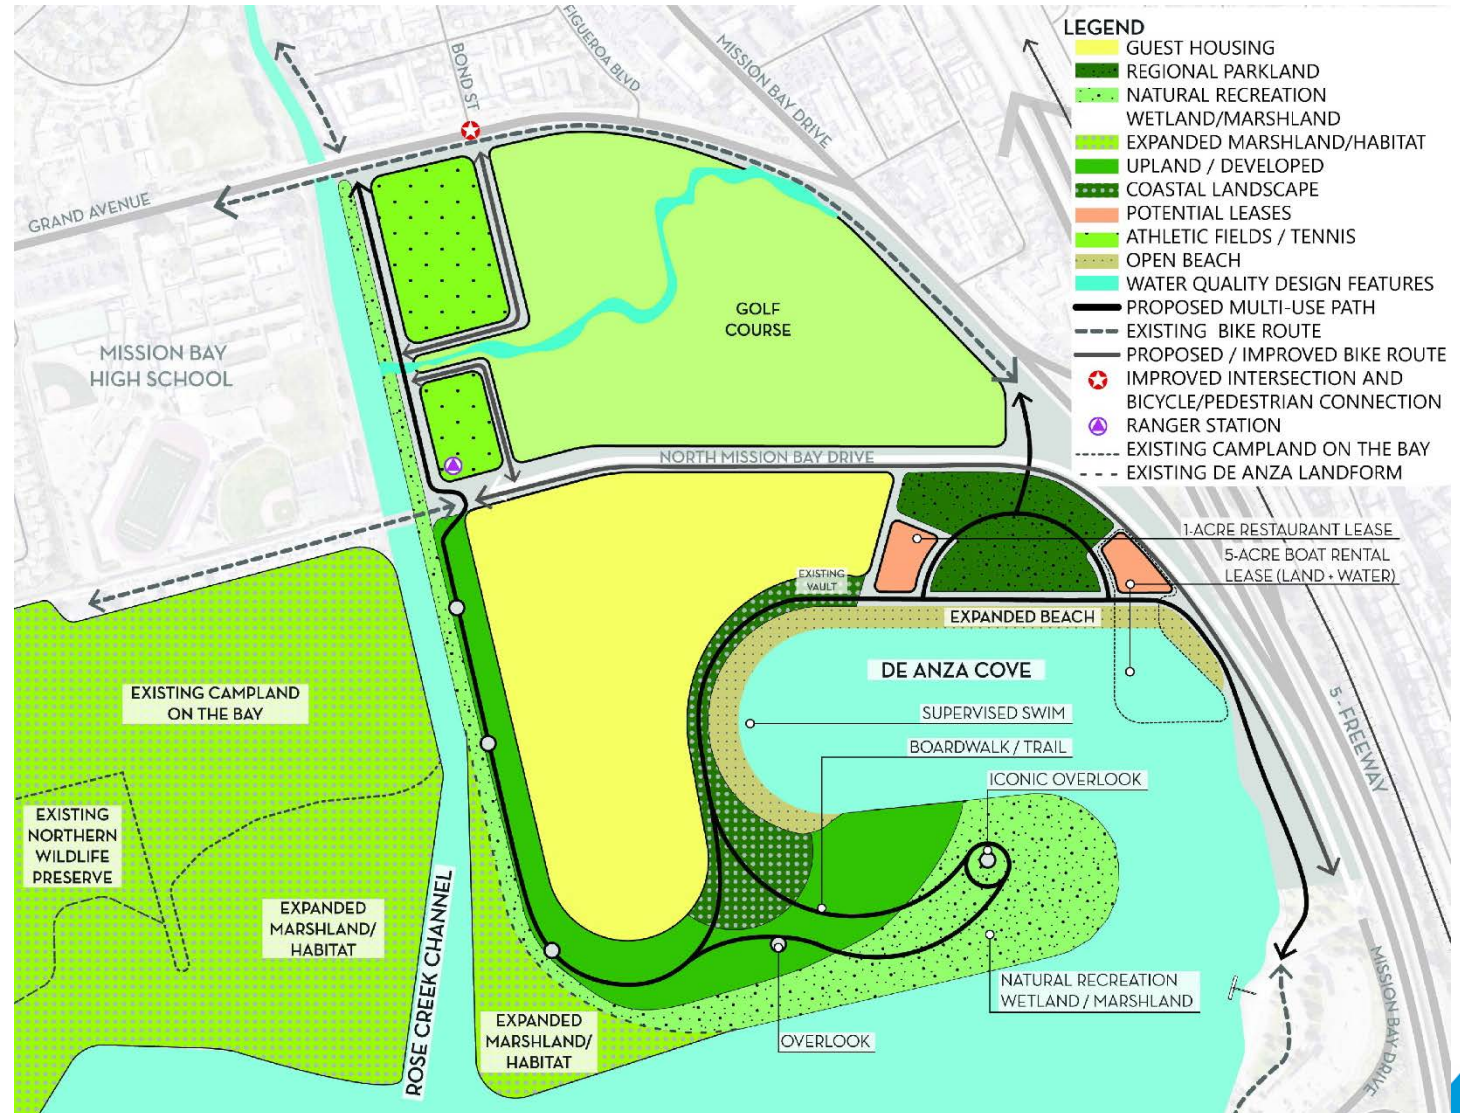 LEGEND
GUEST HOUSING
REGIONAL PARKLAND
NATURAL RECREATION
WETLAND/MARSHLAND
EXPANDED MARSHLAND/HABITAT
UPLAND / DEVELOPED
COASTAL LANDSCAPE
POTENTIAL LEASES
ATHLETIC FIELDS / TENNIS
OPEN BEACH
WATER QUALITY DESIGN FEATURES
PROPOSED MULTI-USE PATH
EXISTING BIKE ROUTE
PROPOSED / IMPROVED BIKE ROUTE
IMPROVED INTERSECTION AND
BICYCLE/PEDESTRIAN CONNECTION
RANGER STATION
EXISTING CAMPLAND ON THE BAY
EXISTING DE ANZA LANDFORM
BOND ST
FIGUEROA BLVD
MISSION BAY DRIVE
GRAND AVENUE
GOLF
COURSE
MISSION BAY
HIGH SCHOOL
NORTH MISSION BAY DRIVE
1-ACRE RESTAURANT LEASE
5-ACRE BOAT RENTAL
LEASE (LAND + WATER)
EXISTING
VAULT
EXPANDED BEACH
DE ANZA COVE
SUPERVISED SWIM
BOARDWALK / TRAIL
ICONIC OVERLOOK
5-FREEWAY
EXISTING CAMPLAND
ON THE BAY
EXISTING
NORTHERN
WILDLIFE
PRESERVE
EXPANDED
MARSHLAND/
HABITAT
ROSE CREEK CHANNEL
EXPANDED
MARSHLAND/
HABITAT
OVERLOOK
NATURAL RECREATION
WETLAND / MARSHLAND
MISSION BAY DRIVE